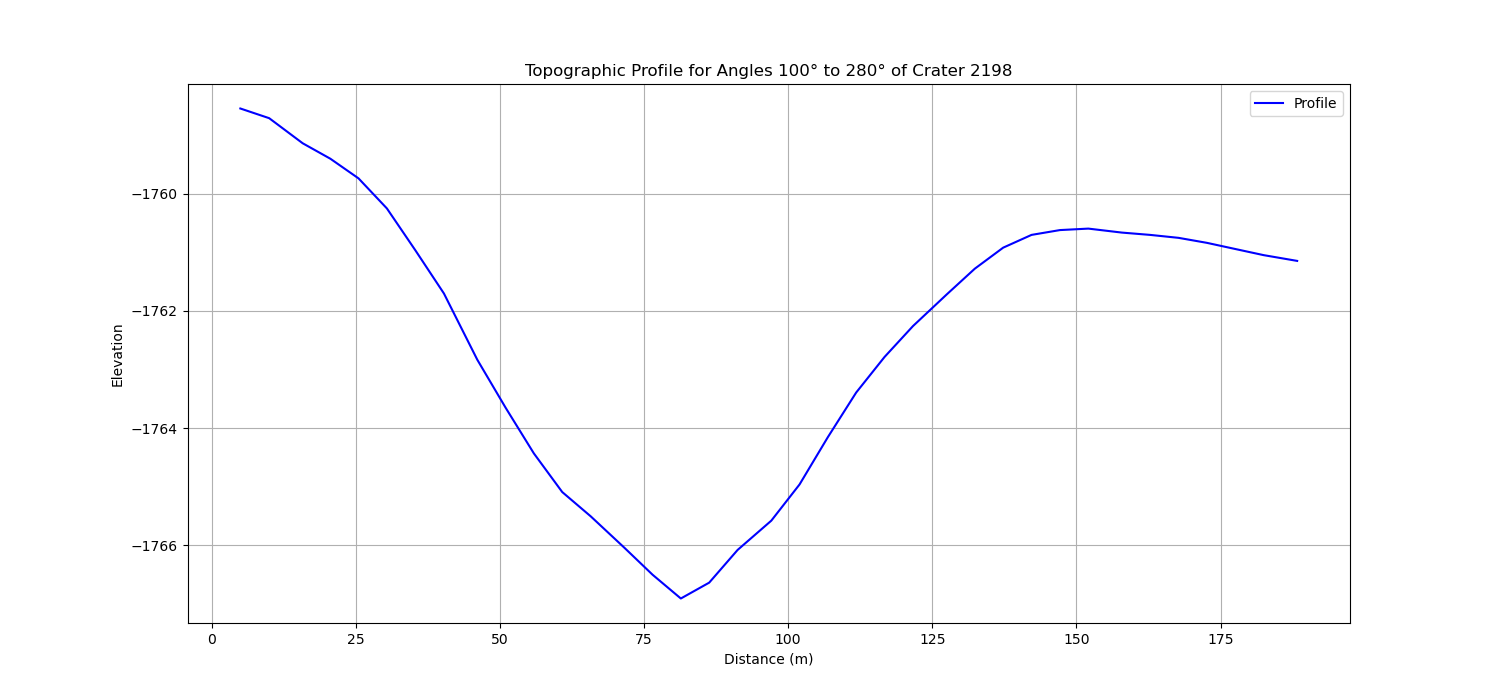 Topographic Profile for Angles 100° to 280° of Crater 2198
Profile
Elevation
−1760
−1762
−1764
−1766
0 25 50 75 100 125 150 175
Distance (m)